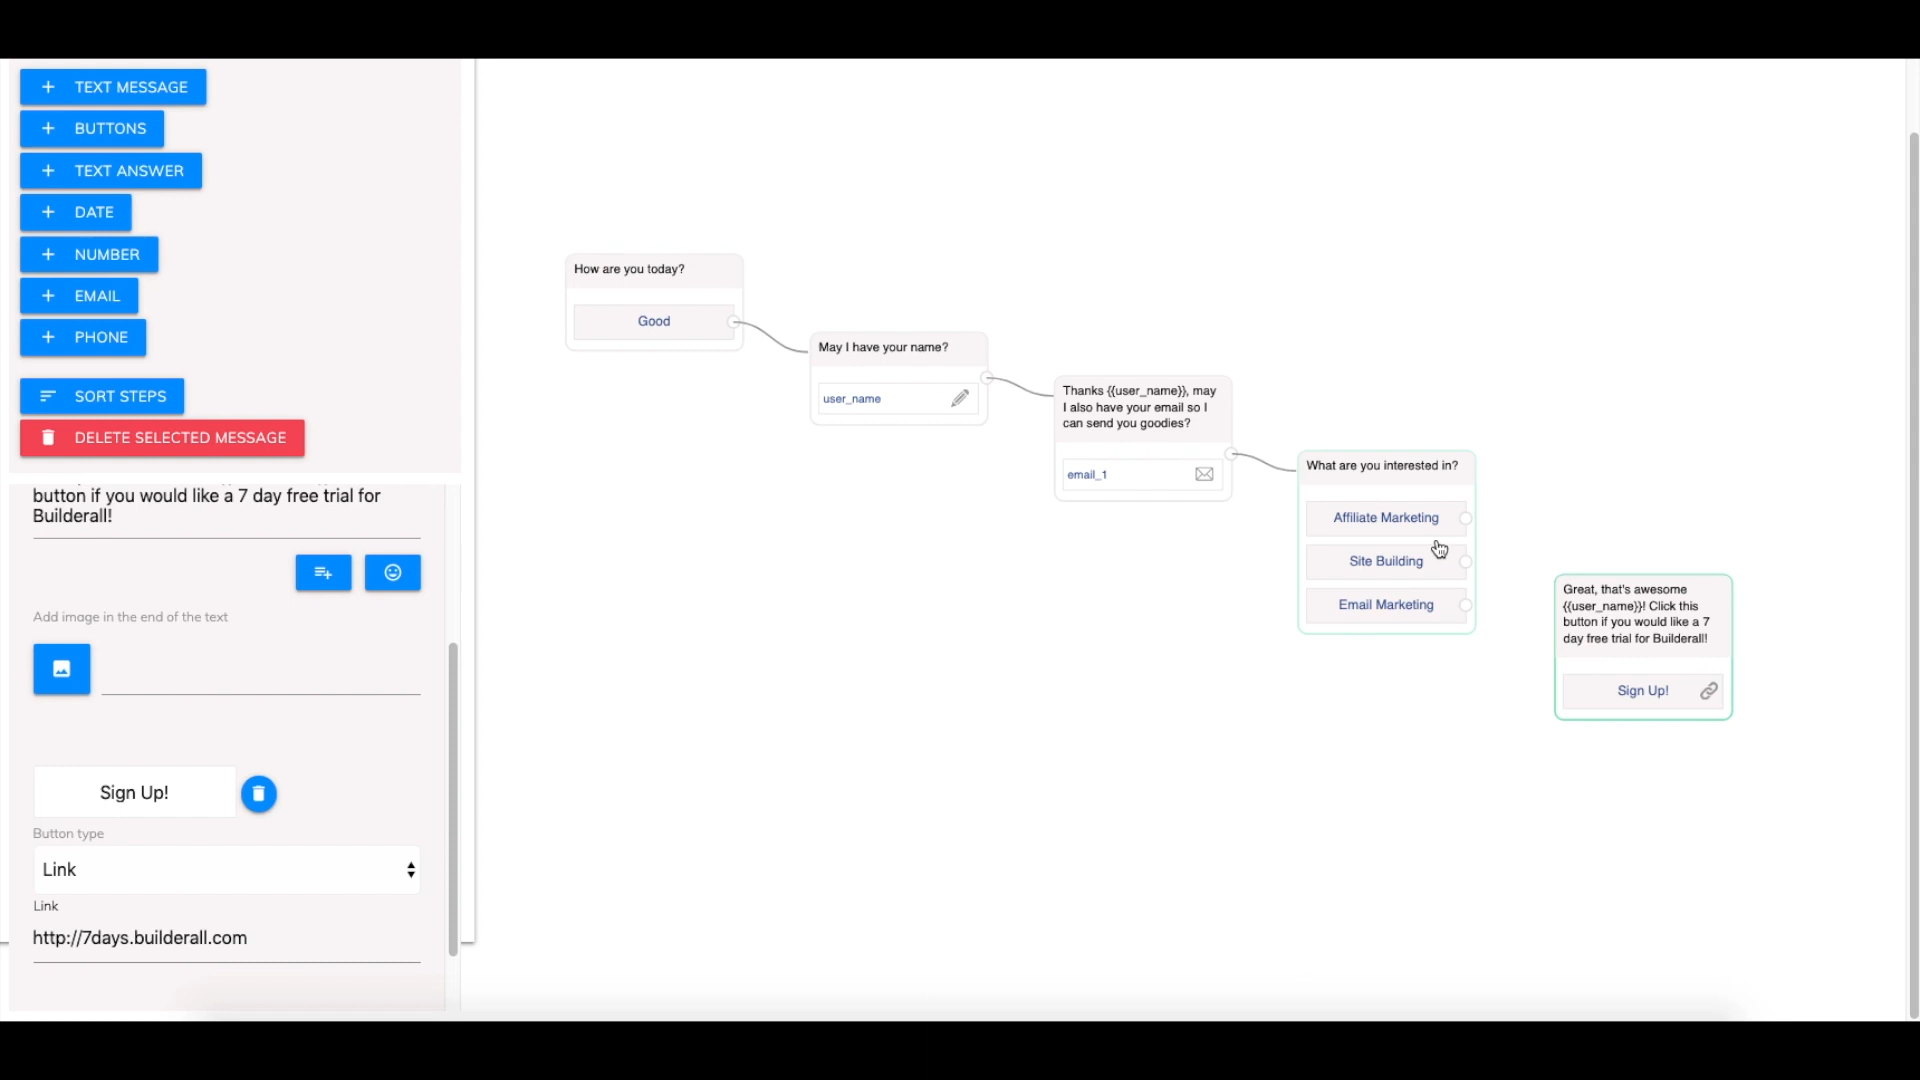 TEXT MESSAGE
BUTTONS
TEXT ANSWER
DATE
NUMBER
EMAIL
PHONE
SORT STEPS
DELETE SELECTED MESSAGE
button if you would like a 7 day free trial for
Builderall!
Add image in the end of the text
Sign Up!
Button type
Link
Link
http://7days.builderall.com
How are you today?
Good
May I have your name?
user_name
Thanks {{user_name}}, may
I also have your email so I
can send you goodies?
email_1
What are you interested in?
Affiliate Marketing
Site Building
Email Marketing
Great, that's awesome
{{user_name}}! Click this
button if you would like a 7
day free trial for Builderall!
Sign Up!